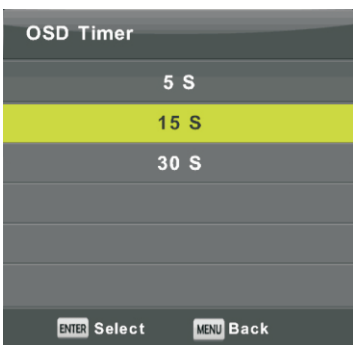 OSD Timer
5 S
15 S
30 S
ENTER Select MENU Back